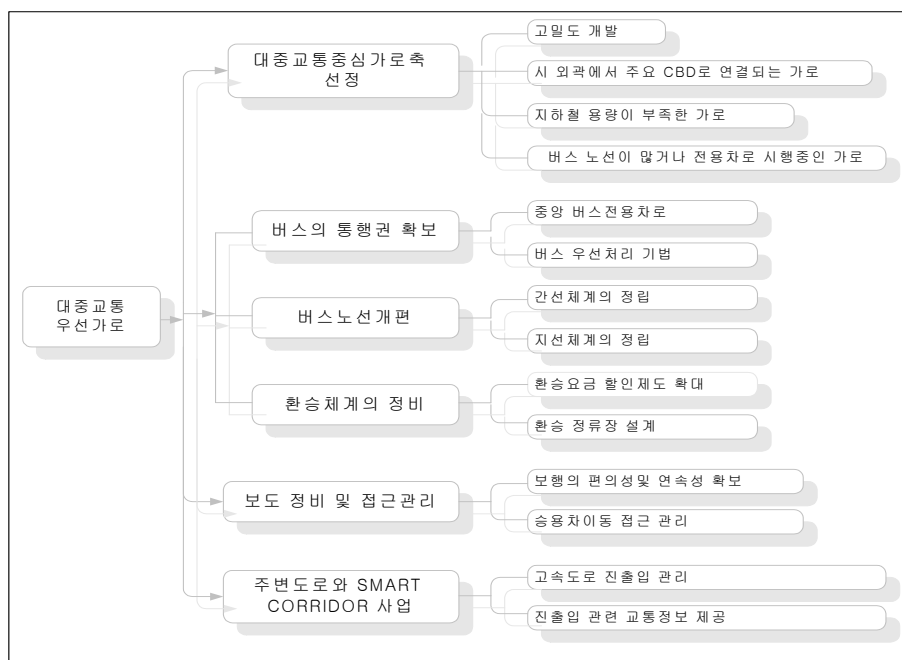 대중교통
우선가로
대중교통중심가로축
선정
고밀도 개발
시 외곽에서 주요 CBD로 연결되는 가로
지하철 용량이 부족한 가로
버스 노선이 많거나 전용차로 시행중인 가로
버스의 통행권 확보
중앙 버스전용차로
버스 우선처리 기법
버스노선개편
간선체계의 정립
지선체계의 정립
환승체계의 정비
환승요금 할인제도 확대
환승 정류장 설계
보도 정비 및 접근관리
보행의 편의성및 연속성 확보
승용차이동 접근 관리
주변도로와 SMART
CORRIDOR 사업
고속도로 진출입 관리
진출입 관련 교통정보 제공